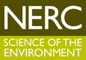 NERC
SCIENCE OF THE
ENVIRONMENT